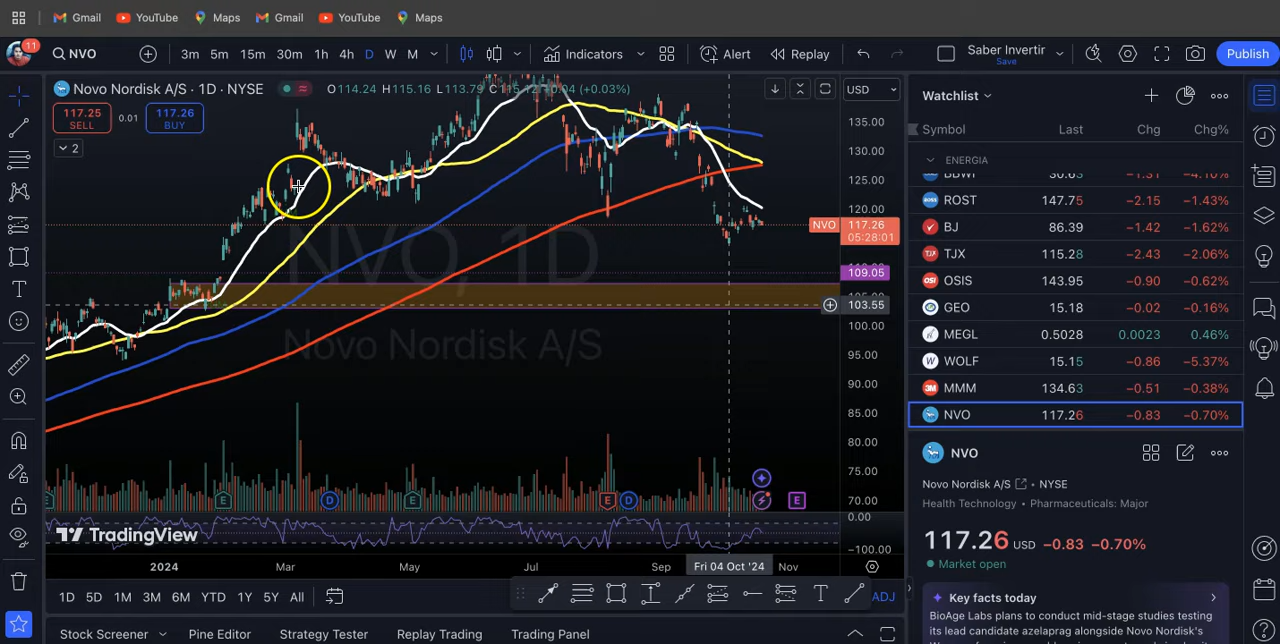 Gmail YouTube Maps Gmail YouTube Maps
11 NVO 3m 5m 15m 30m 1h 4h D W M Indicators Alert Replay Saber Invertir Save Publish
Novo Nordisk A/S · 1D · NYSE O114.24 H115.16 L113.79 (+0.03%) USD
117.25 SELL 0.01 117.26 BUY
2
135.00
130.00
125.00
120.00
NVO 117.26
05:28:01
109.05
103.55
100.00
95.00
90.00
85.00
80.00
75.00
70.00
0.00
−100.00
NVO, 1D
Novo Nordisk A/S
E E D E E D E
TradingView
2024 Mar May Jul Sep Fri 04 Oct '24 Nov
1D 5D 1M 3M 6M YTD 1Y 5Y All T ADJ
Stock Screener Pine Editor Strategy Tester Replay Trading Trading Panel
Watchlist
Symbol Last Chg Chg%
ENERGIA
ROST 147.75 −2.15 −1.43%
BJ 86.39 −1.42 −1.62%
TJX 115.28 −2.43 −2.06%
OSIS 143.95 −0.90 −0.62%
GEO 15.18 −0.02 −0.16%
MEGL 0.5028 0.0023 0.46%
WOLF 15.15 −0.86 −5.37%
MMM 134.63 −0.51 −0.38%
NVO 117.26 −0.83 −0.70%
NVO
Novo Nordisk A/S • NYSE
Health Technology • Pharmaceuticals: Major
117.26 USD −0.83 −0.70%
Market open
Key facts today
BioAge Labs plans to conduct mid-stage studies testing
its lead candidate azelaprag alongside Novo Nordisk's